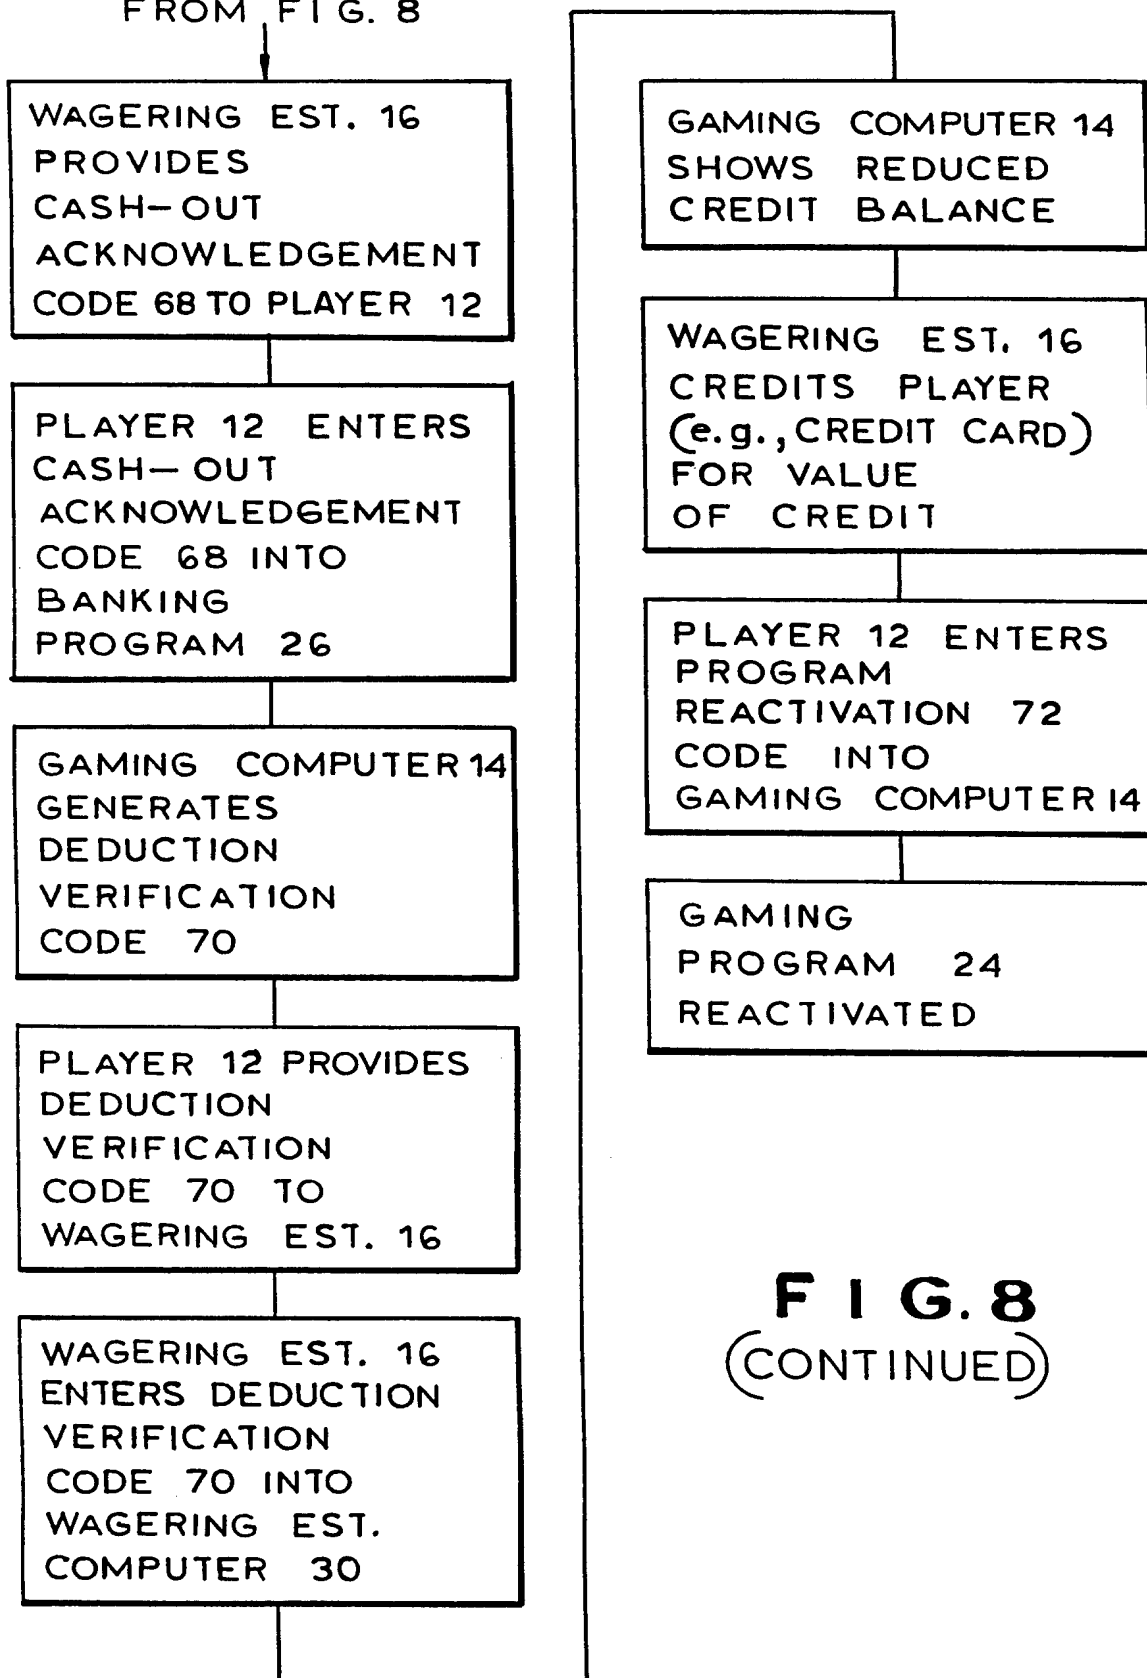 FROM FIG. 8
WAGERING EST. 16
PROVIDES
CASH-OUT
ACKNOWLEDGEMENT
CODE 68 TO PLAYER 12
PLAYER 12 ENTERS
CASH-OUT
ACKNOWLEDGEMENT
CODE 68 INTO
BANKING
PROGRAM 26
GAMING COMPUTER 14
GENERATES
DEDUCTION
VERIFICATION
CODE 70
PLAYER 12 PROVIDES
DEDUCTION
VERIFICATION
CODE 70 TO
WAGERING EST. 16
WAGERING EST. 16
ENTERS DEDUCTION
VERIFICATION
CODE 70 INTO
WAGERING EST.
COMPUTER 30
GAMING COMPUTER 14
SHOWS REDUCED
CREDIT BALANCE
WAGERING EST. 16
CREDITS PLAYER
(e.g., CREDIT CARD)
FOR VALUE
OF CREDIT
PLAYER 12 ENTERS
PROGRAM
REACTIVATION 72
CODE INTO
GAMING COMPUTER 14
GAMING
PROGRAM 24
REACTIVATED
FIG. 8
(CONTINUED)